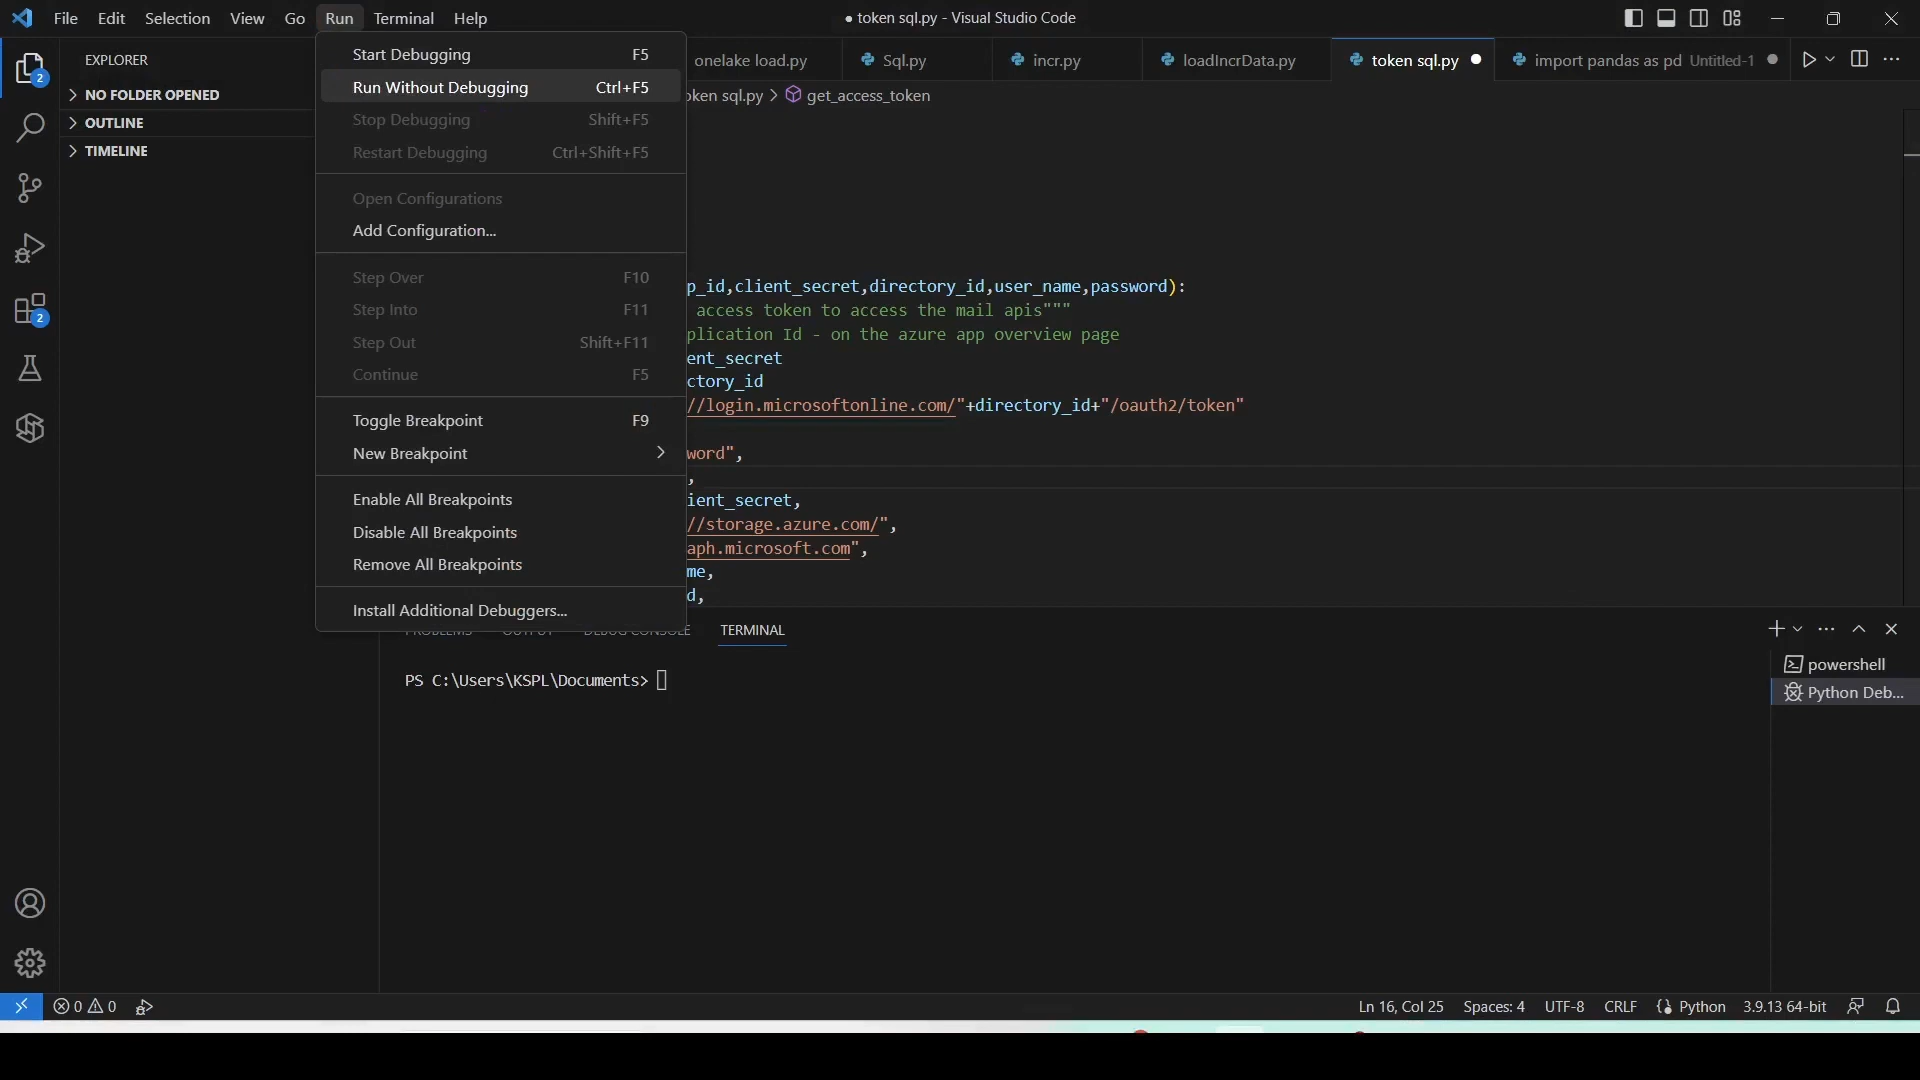 File Edit Selection View Go Run Terminal Help
● token sql.py - Visual Studio Code
EXPLORER
NO FOLDER OPENED
OUTLINE
TIMELINE
2
2
Start Debugging F5
Run Without Debugging Ctrl+F5
Stop Debugging Shift+F5
Restart Debugging Ctrl+Shift+F5
Open Configurations
Add Configuration...
Step Over F10
Step Into F11
Step Out Shift+F11
Continue F5
Toggle Breakpoint F9
New Breakpoint
Enable All Breakpoints
Disable All Breakpoints
Remove All Breakpoints
Install Additional Debuggers...
onelake load.py Sql.py incr.py loadIncrData.py token sql.py ● import pandas as pd Untitled-1 ●
oken sql.py > get_access_token
p_id,client_secret,directory_id,user_name,password):
access token to access the mail apis"""
plication Id - on the azure app overview page
ent_secret
ctory_id
//login.microsoftonline.com/"+directory_id+"/oauth2/token"
word",
,
ient_secret,
//storage.azure.com/",
aph.microsoft.com",
me,
d,
PROBLEMS OUTPUT DEBUG CONSOLE TERMINAL
PS C:\Users\KSPL\Documents>
powershell
Python Deb...
0 0
Ln 16, Col 25 Spaces: 4 UTF-8 CRLF Python 3.9.13 64-bit